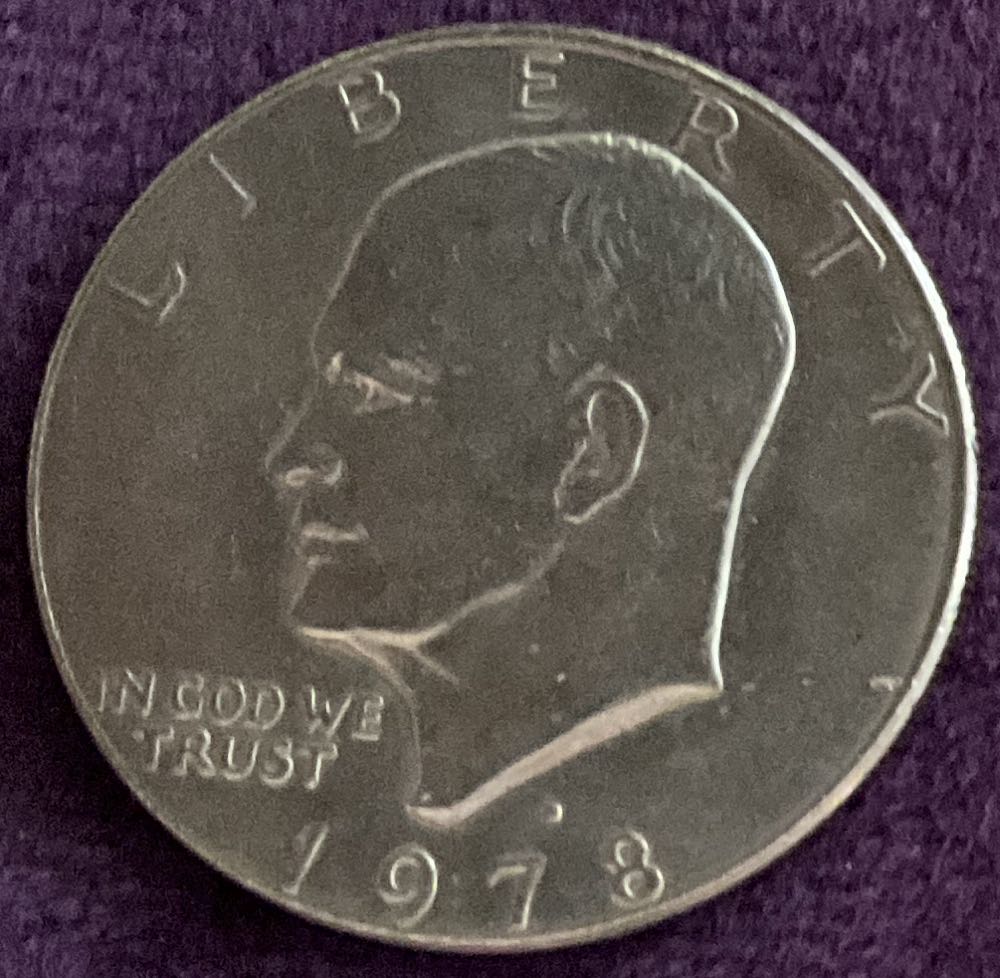 LIBERTY
IN GOD WE
TRUST
1978